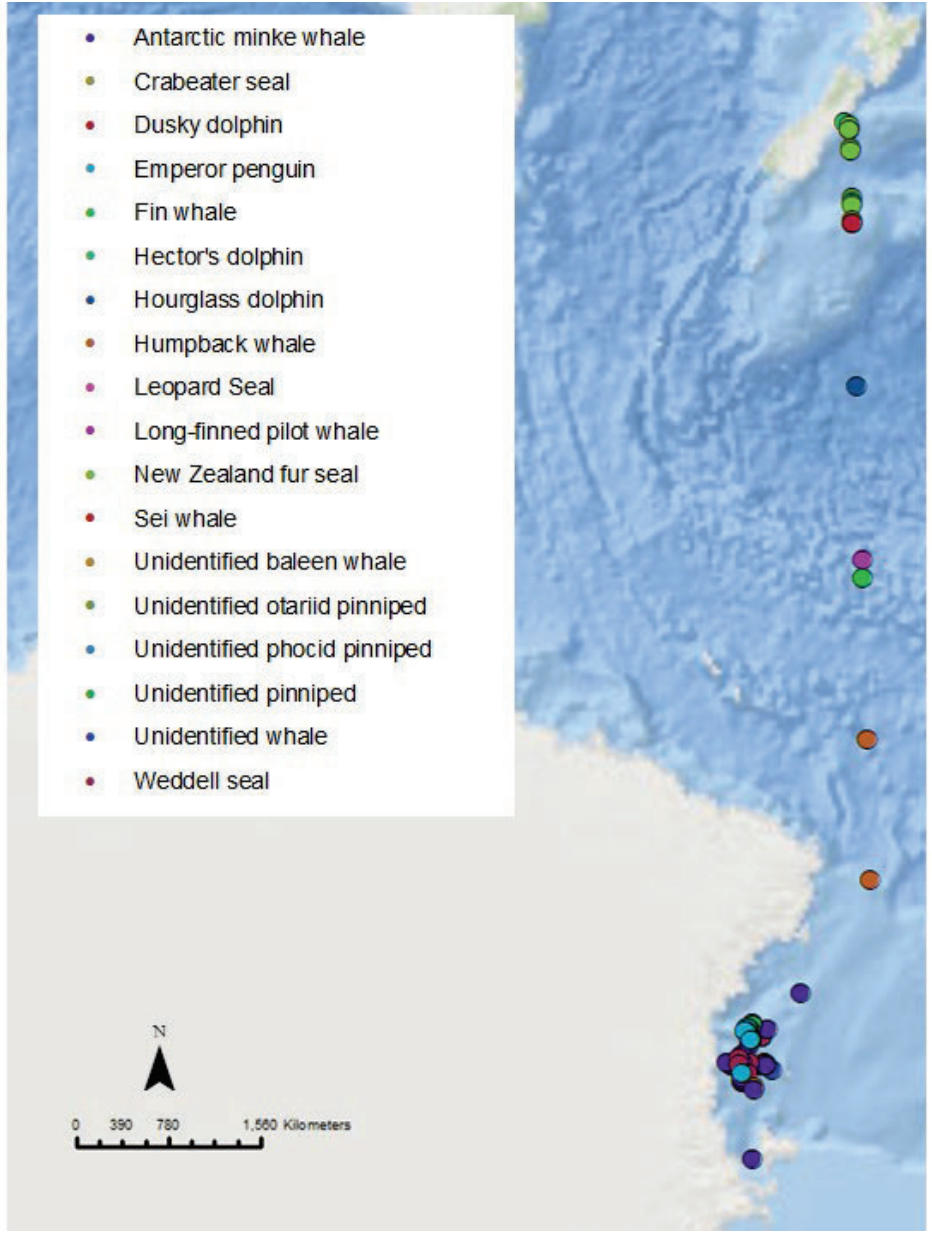 Antarctic minke whale
Crabeater seal
Dusky dolphin
Emperor penguin
Fin whale
Hector's dolphin
Hourglass dolphin
Humpback whale
Leopard Seal
Long-finned pilot whale
New Zealand fur seal
Sei whale
Unidentified baleen whale
Unidentified otariid pinniped
Unidentified phocid pinniped
Unidentified pinniped
Unidentified whale
Weddell seal
N
0 390 780 1,560 Kilometers